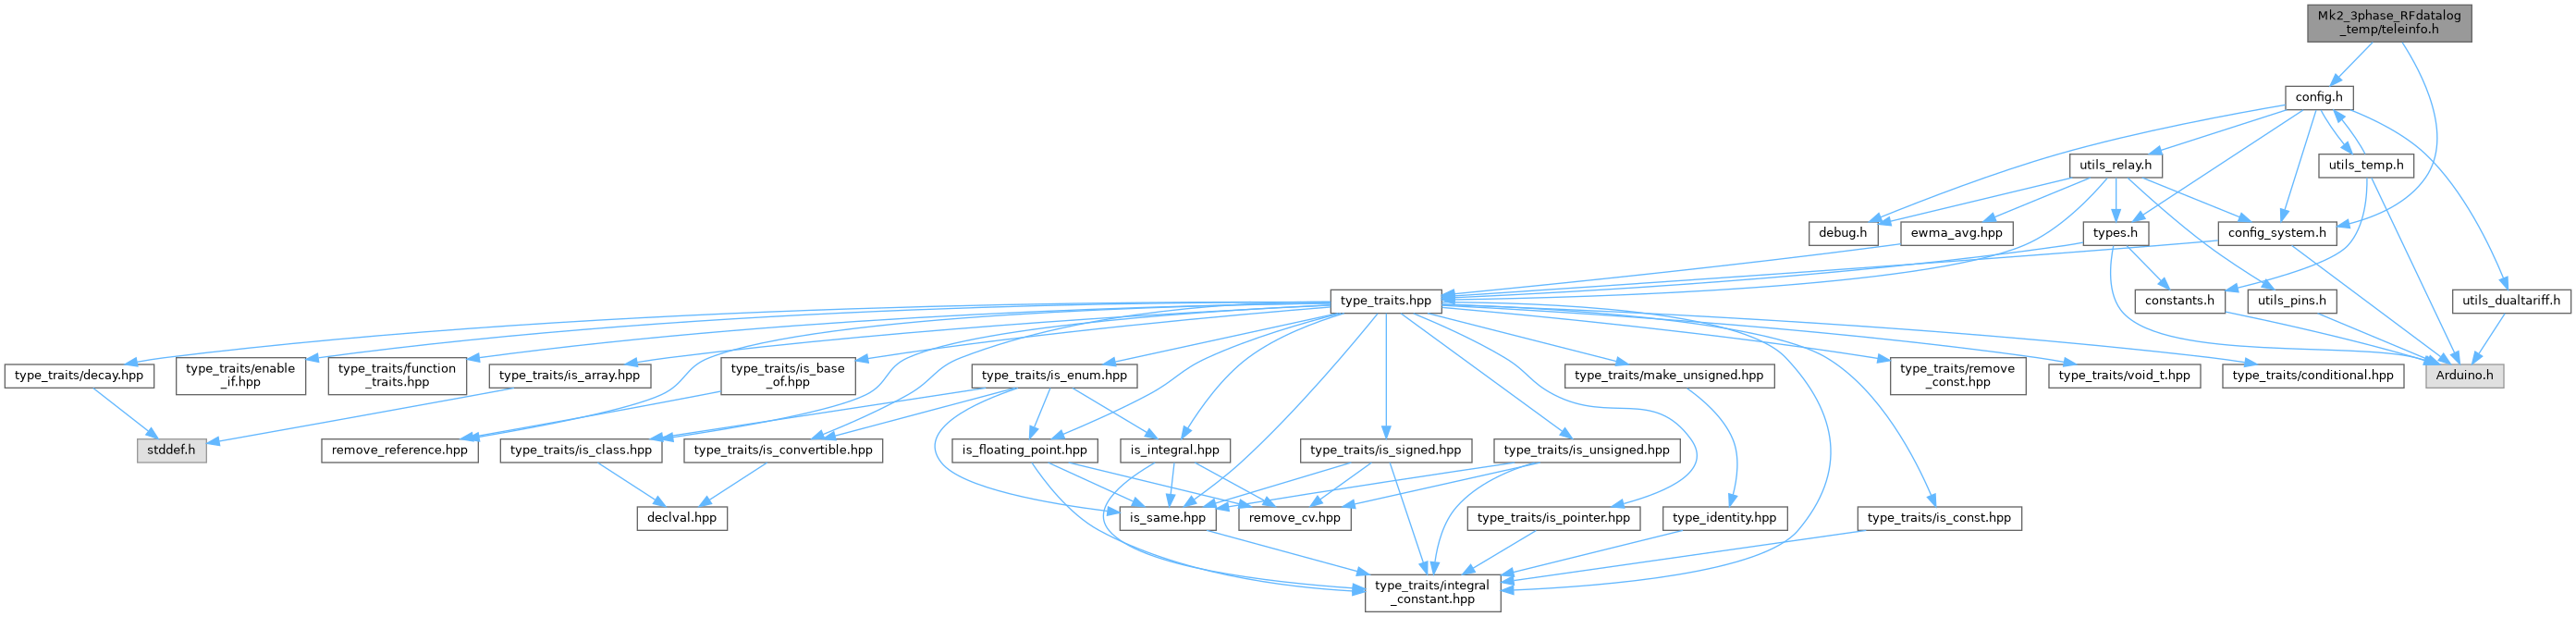 Mk2_3phase_RFdatalog
_temp/teleinfo.h
config.h
utils_relay.h
utils_temp.h
debug.h
ewma_avg.hpp
types.h
config_system.h
type_traits.hpp
constants.h
utils_pins.h
utils_dualtariff.h
type_traits/decay.hpp
type_traits/enable
_if.hpp
type_traits/function
_traits.hpp
type_traits/is_array.hpp
type_traits/is_base
_of.hpp
type_traits/is_enum.hpp
type_traits/make_unsigned.hpp
type_traits/remove
_const.hpp
type_traits/void_t.hpp
type_traits/conditional.hpp
Arduino.h
stddef.h
remove_reference.hpp
type_traits/is_class.hpp
type_traits/is_convertible.hpp
is_floating_point.hpp
is_integral.hpp
type_traits/is_signed.hpp
type_traits/is_unsigned.hpp
declval.hpp
is_same.hpp
remove_cv.hpp
type_traits/is_pointer.hpp
type_identity.hpp
type_traits/is_const.hpp
type_traits/integral
_constant.hpp